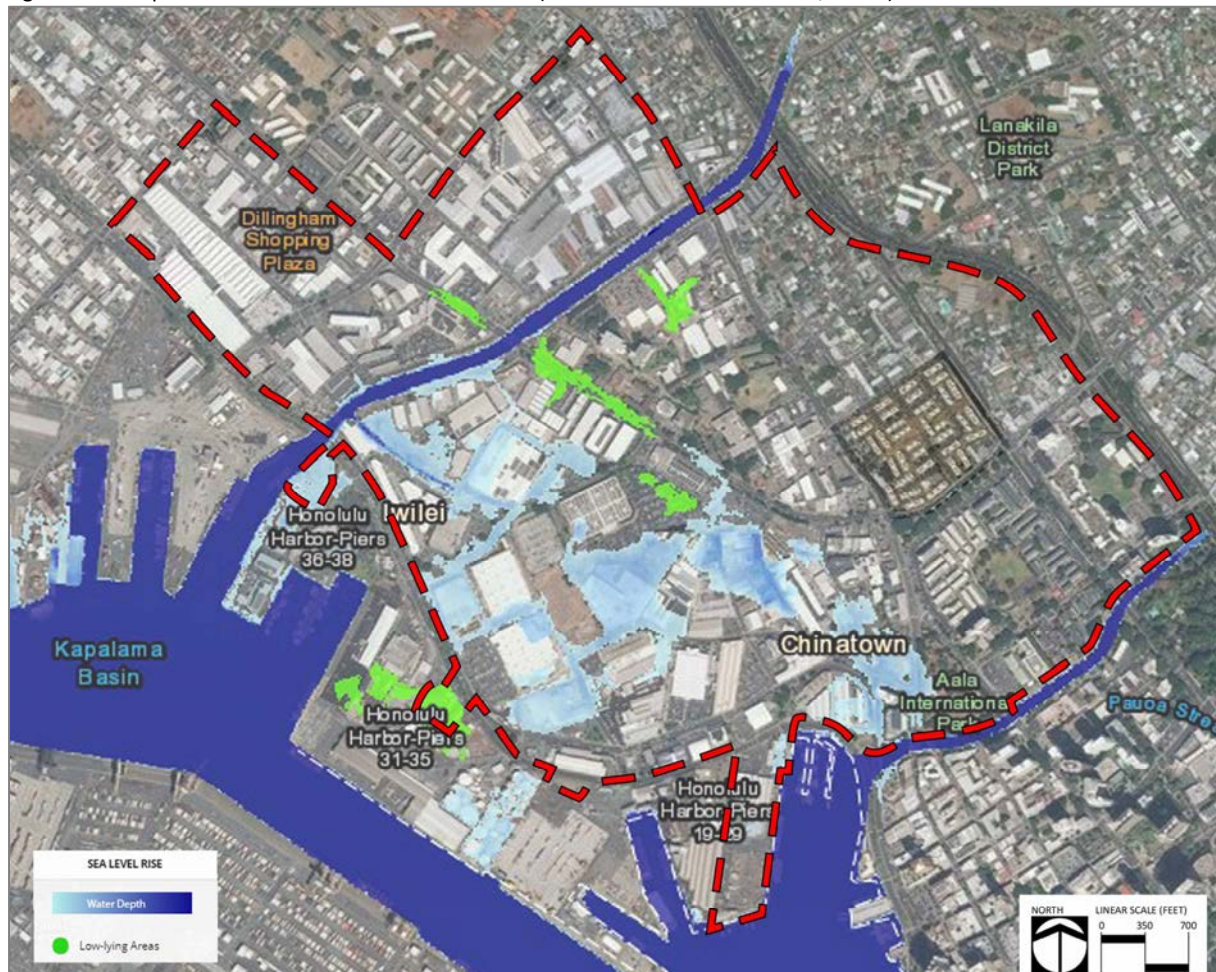 Lanakila
District
Park
Dillingham
Shopping
Plaza
Honolulu
Harbor-Piers
36-38
Iwilei
Chinatown
Kapalama
Basin
Aala
International
Park
Honolulu
Harbor-Piers
31-35
Honolulu
Harbor-Piers
19-29
SEA LEVEL RISE
Water Depth
Low-lying Areas
NORTH
LINEAR SCALE (FEET)
0 350 700